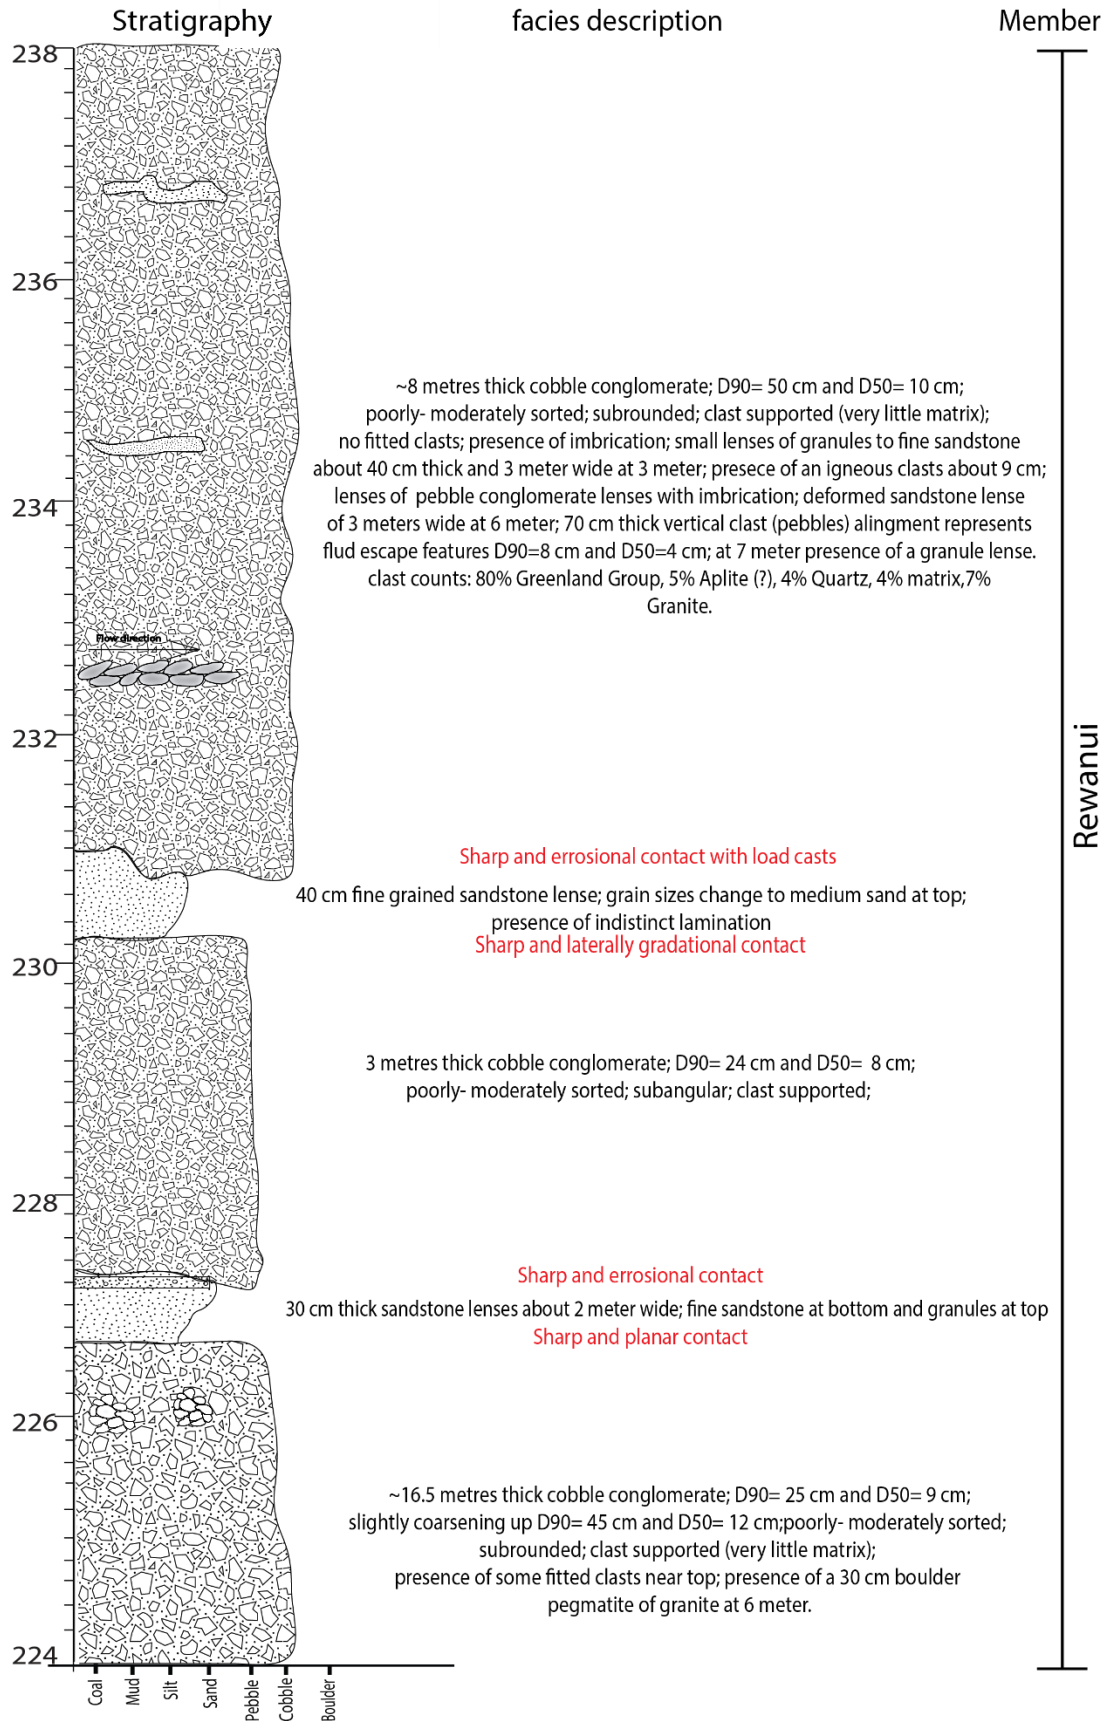 Stratigraphy facies description Member
238
236
~8 metres thick cobble conglomerate; D90= 50 cm and D50= 10 cm;
poorly- moderately sorted; subrounded; clast supported (very little matrix);
no fitted clasts; presence of imbrication; small lenses of granules to fine sandstone
about 40 cm thick and 3 meter wide at 3 meter; presece of an igneous clasts about 9 cm;
lenses of pebble conglomerate lenses with imbrication; deformed sandstone lense
234
of 3 meters wide at 6 meter; 70 cm thick vertical clast (pebbles) alingment represents
flud escape features D90=8 cm and D50=4 cm; at 7 meter presence of a granule lense.
clast counts: 80% Greenland Group, 5% Aplite (?), 4% Quartz, 4% matrix,7%
Granite.
Flow direction
232
Rewanui
Sharp and errosional contact with load casts
40 cm fine grained sandstone lense; grain sizes change to medium sand at top;
presence of indistinct lamination
Sharp and laterally gradational contact
230
3 metres thick cobble conglomerate; D90= 24 cm and D50= 8 cm;
poorly- moderately sorted; subangular; clast supported;
228
Sharp and errosional contact
30 cm thick sandstone lenses about 2 meter wide; fine sandstone at bottom and granules at top
Sharp and planar contact
226
~16.5 metres thick cobble conglomerate; D90= 25 cm and D50= 9 cm;
slightly coarsening up D90= 45 cm and D50= 12 cm;poorly- moderately sorted;
subrounded; clast supported (very little matrix);
presence of some fitted clasts near top; presence of a 30 cm boulder
pegmatite of granite at 6 meter.
224
Coal
Mud
Silt
Sand
Pebble
Cobble
Boulder